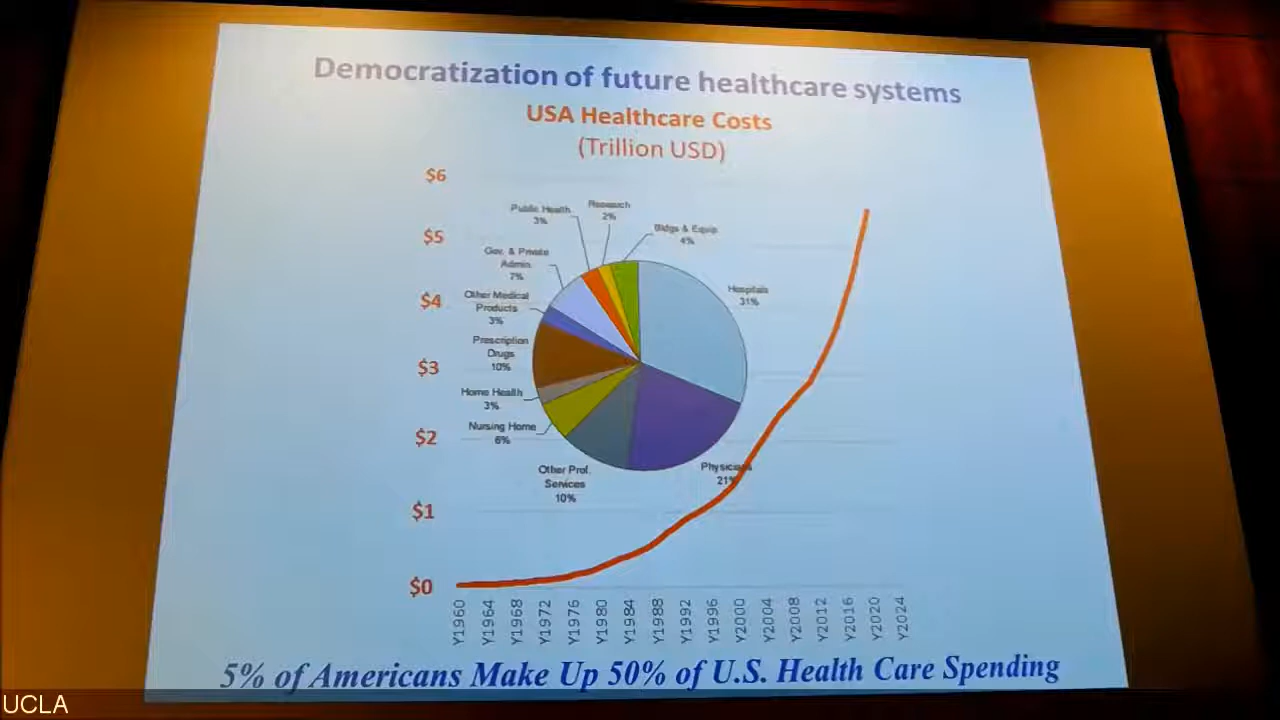 Democratization of future healthcare systems
USA Healthcare Costs
(Trillion USD)
$6
$5
$4
$3
$2
$1
$0
Public Health
3%
Research
2%
Bldgs & Equip
4%
Gov. & Private
Admin.
7%
Hospitals
31%
Other Medical
Products
3%
Prescription
Drugs
10%
Home Health
3%
Nursing Home
6%
Other Prof.
Services
10%
21%
Y1960
Y1964
Y1968
Y1972
Y1976
Y1980
Y1984
Y1988
Y1992
Y1996
Y2000
Y2004
Y2008
Y2012
Y2016
Y2020
Y2024
5% of Americans Make Up 50% of U.S. Health Care Spending
UCLA